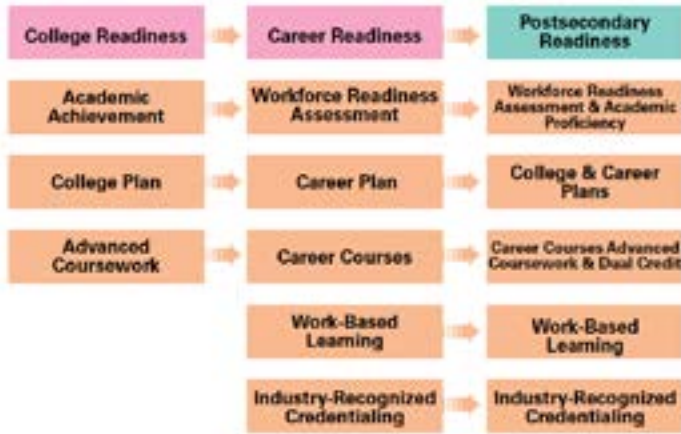 College Readiness
Career Readiness
Postsecondary
Readiness
Academic
Achievement
Workforce Readiness
Assessment
Workforce Readiness
Assessment & Academic
Proficiency
College Plan
Career Plan
College & Career
Plans
Advanced
Coursework
Career Courses
Career Courses Advanced
Coursework & Dual Credit
Work-Based
Learning
Work-Based
Learning
Industry-Recognized
Credentialing
Industry-Recognized
Credentialing